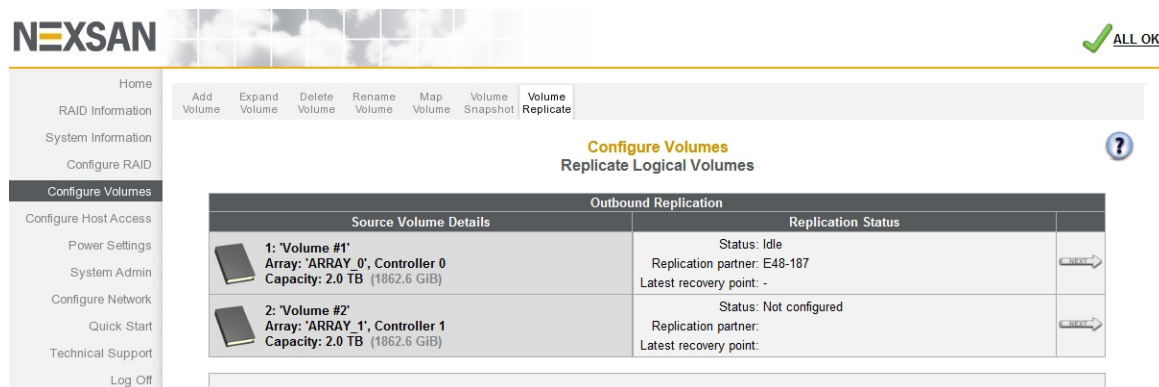 NEXSAN
ALL OK
Home
RAID Information
System Information
Configure RAID
Configure Volumes
Configure Host Access
Power Settings
System Admin
Configure Network
Quick Start
Technical Support
Log Off
Add Volume
Expand Volume
Delete Volume
Rename Volume
Map Volume
Volume Snapshot
Volume Replicate
Configure Volumes
?
Replicate Logical Volumes
Outbound Replication
Source Volume Details
Replication Status
1: 'Volume #1'
Array: 'ARRAY_0', Controller 0
Capacity: 2.0 TB (1862.6 GiB)
Status: Idle
Replication partner: E48-187
Latest recovery point: -
NEXT
2: 'Volume #2'
Array: 'ARRAY_1', Controller 1
Capacity: 2.0 TB (1862.6 GiB)
Status: Not configured
Replication partner:
Latest recovery point:
NEXT